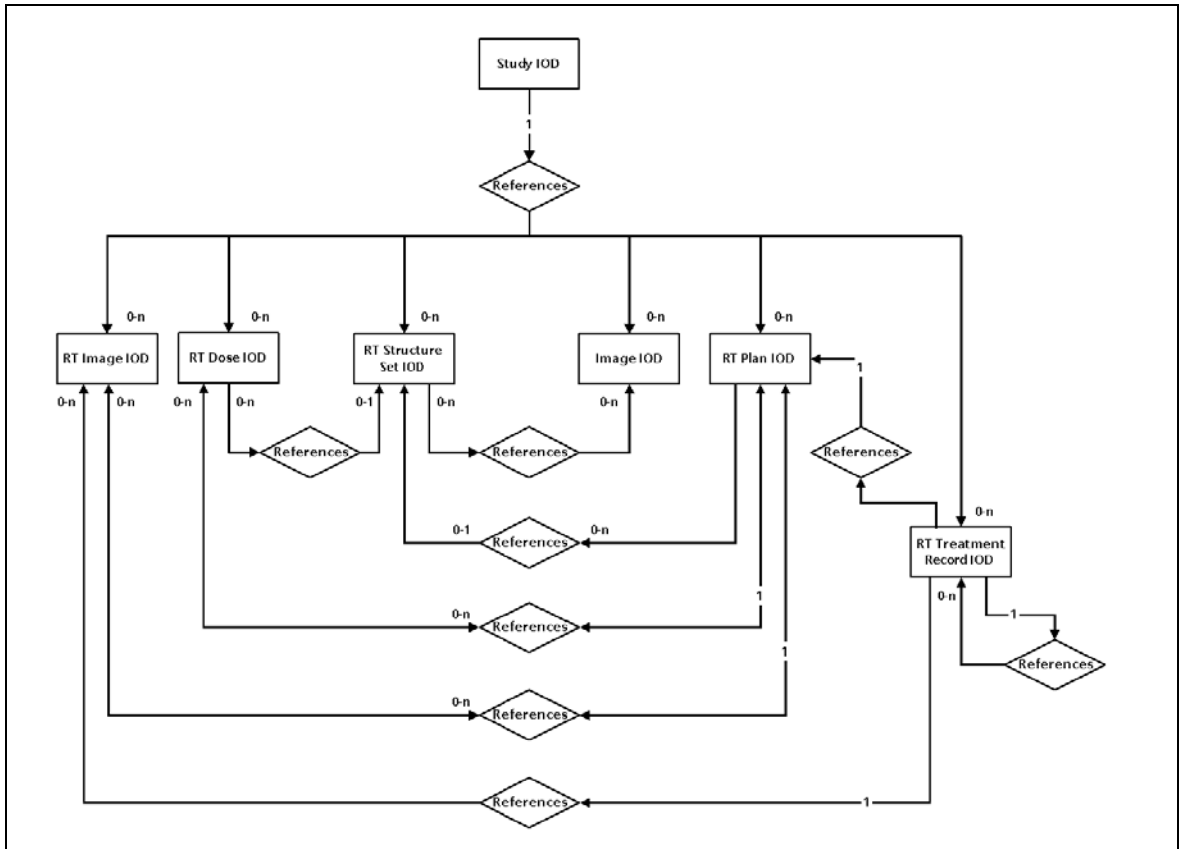 Study IOD
1
References
0-n
0-n
0-n
0-n
0-n
RT Image IOD
RT Dose IOD
RT Structure
Set IOD
Image IOD
RT Plan IOD
1
0-n
0-n
0-n
0-n
0-1
0-n
0-n
References
References
References
0-n
0-1
References
0-n
RT Treatment
Record IOD
0-n
1
0-n
References
1
1
References
0-n
References
1
References